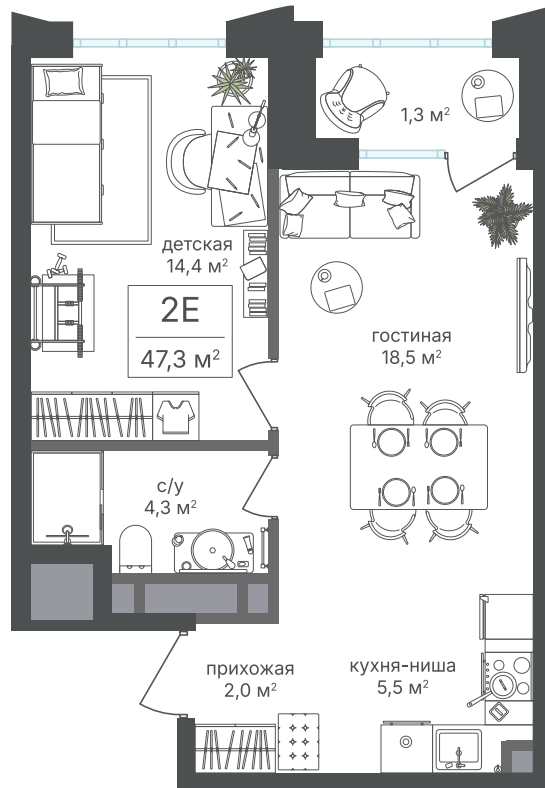 1,3 м²
детская
14,4 м²
2Е
47,3 м²
гостиная
18,5 м²
с/у
4,3 м²
прихожая
2,0 м²
кухня-ниша
5,5 м²